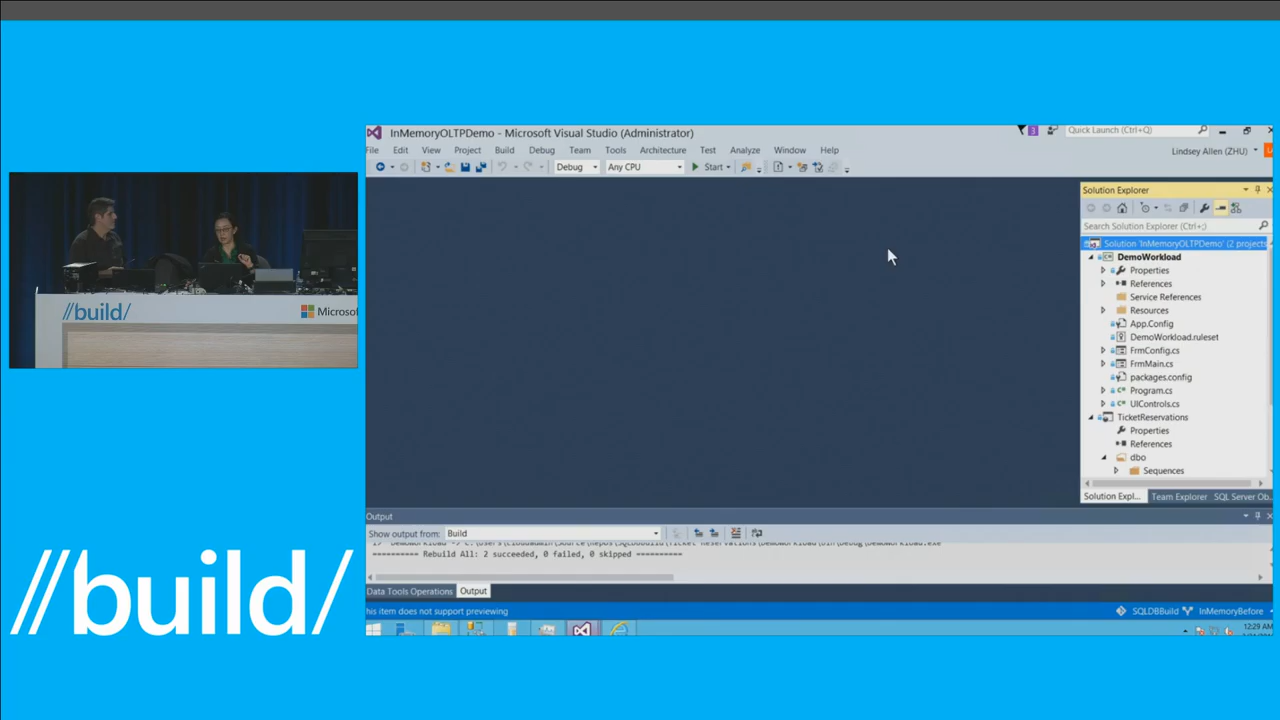 InMemoryOLTPDemo - Microsoft Visual Studio (Administrator)
3
Quick Launch (Ctrl+Q)
File Edit View Project Build Debug Team Tools Architecture Test Analyze Window Help
Lindsey Allen (ZHU)
Debug Any CPU Start
Solution Explorer
Search Solution Explorer (Ctrl+;)
Solution 'InMemoryOLTPDemo' (2 projects
DemoWorkload
Properties
References
Service References
Resources
App.Config
DemoWorkload.ruleset
FrmConfig.cs
FrmMain.cs
packages.config
Program.cs
UIControls.cs
TicketReservations
Properties
References
dbo
Sequences
Solution Expl... Team Explorer SQL Server Ob...
//build/
Microsof
Output
Show output from: Build
========== Rebuild All: 2 succeeded, 0 failed, 0 skipped ==========
Data Tools Operations Output
his item does not support previewing
SQLDBBuild InMemoryBefore
12:29 AM
//build/